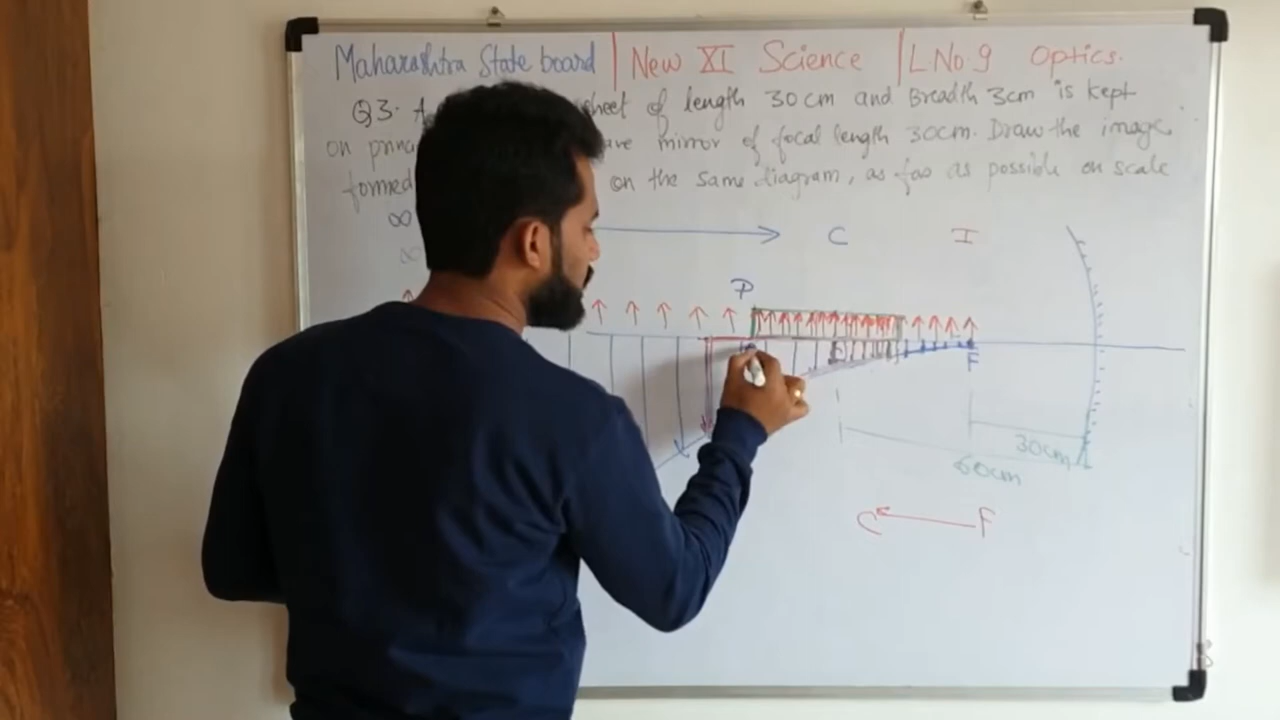 Maharashtra State board | New XI Science | L.No 9 Optics.
Q3. A sheet of length 30 cm and Breadth 3cm is kept
on mirror of focal length 30cm. Draw the image
formed on the same diagram, as far as possible on scale
∞ C I
∞
P
F
30cm
60cm
C F